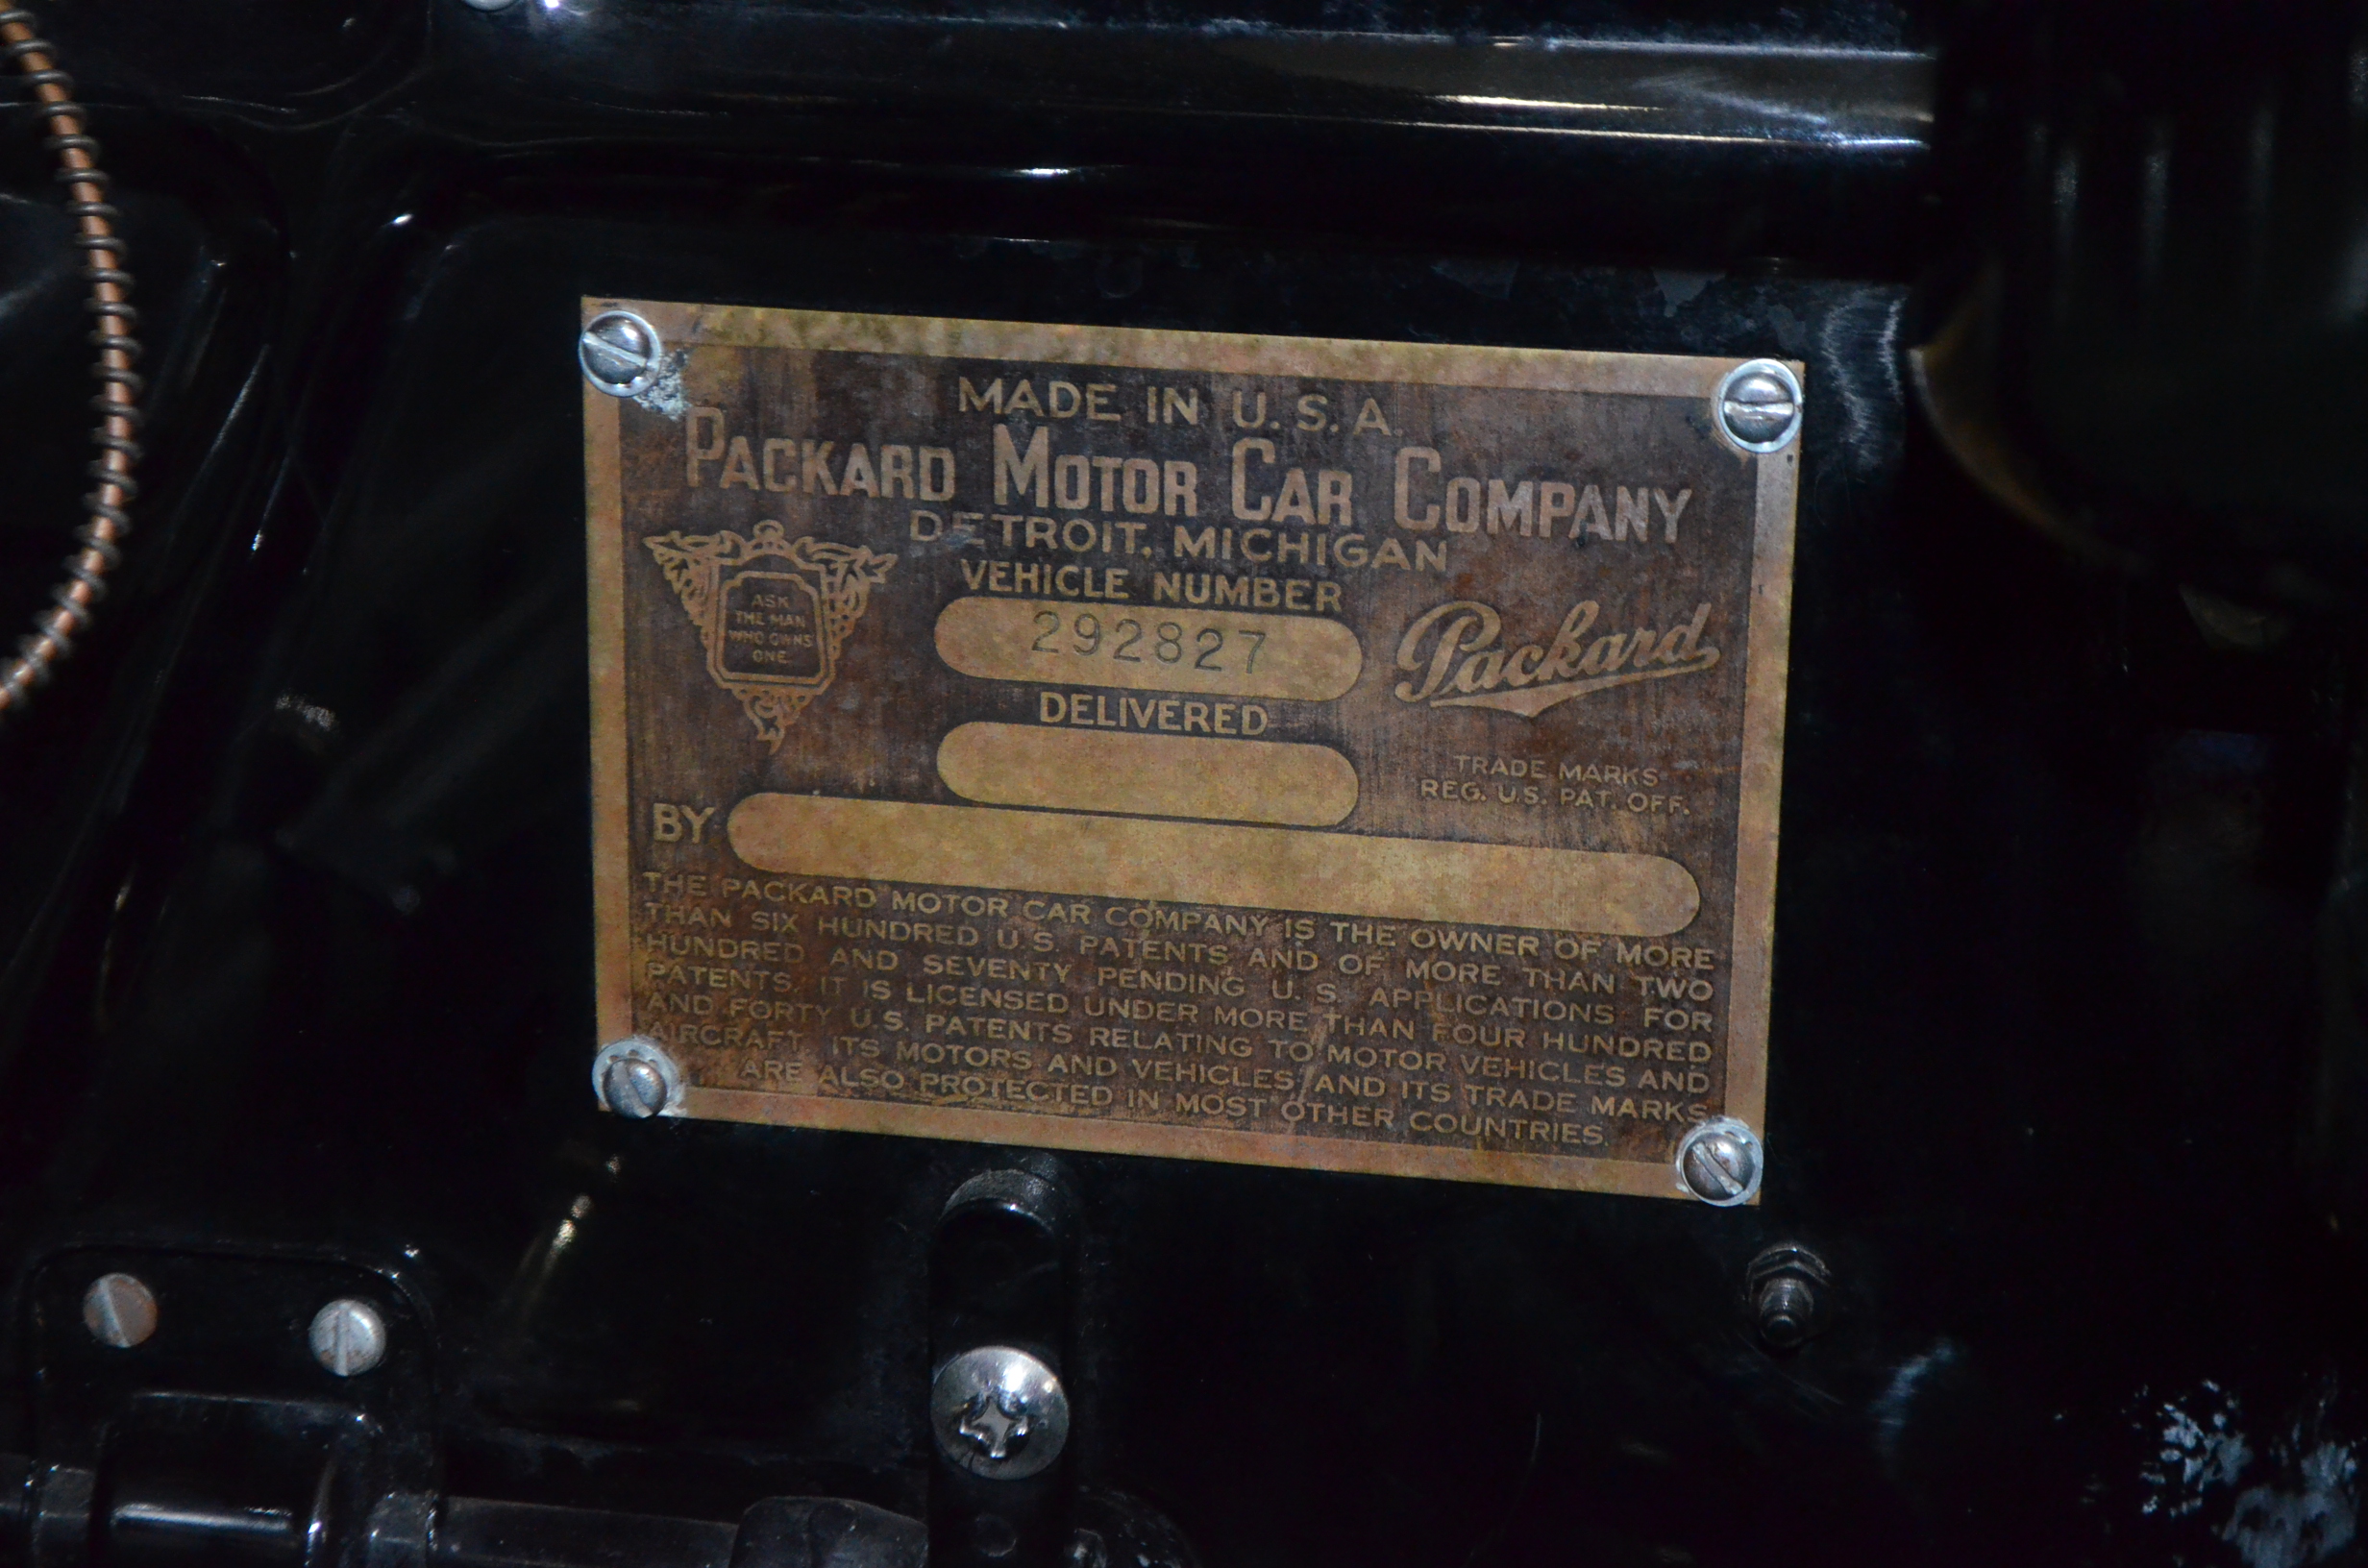 MADE IN U.S.A.
PACKARD MOTOR CAR COMPANY
DETROIT, MICHIGAN
VEHICLE NUMBER
292827
ASK
THE MAN
WHO OWNS
ONE
Packard
DELIVERED
TRADE MARKS
REG. U.S. PAT. OFF.
BY
THE PACKARD MOTOR CAR COMPANY IS THE OWNER OF MORE
THAN SIX HUNDRED U.S. PATENTS AND OF MORE THAN TWO
HUNDRED AND SEVENTY PENDING U.S. APPLICATIONS FOR
PATENTS. IT IS LICENSED UNDER MORE THAN FOUR HUNDRED
AND FORTY U.S. PATENTS RELATING TO MOTOR VEHICLES AND
AIRCRAFT. ITS MOTORS AND VEHICLES AND ITS TRADE MARKS
ARE ALSO PROTECTED IN MOST OTHER COUNTRIES.